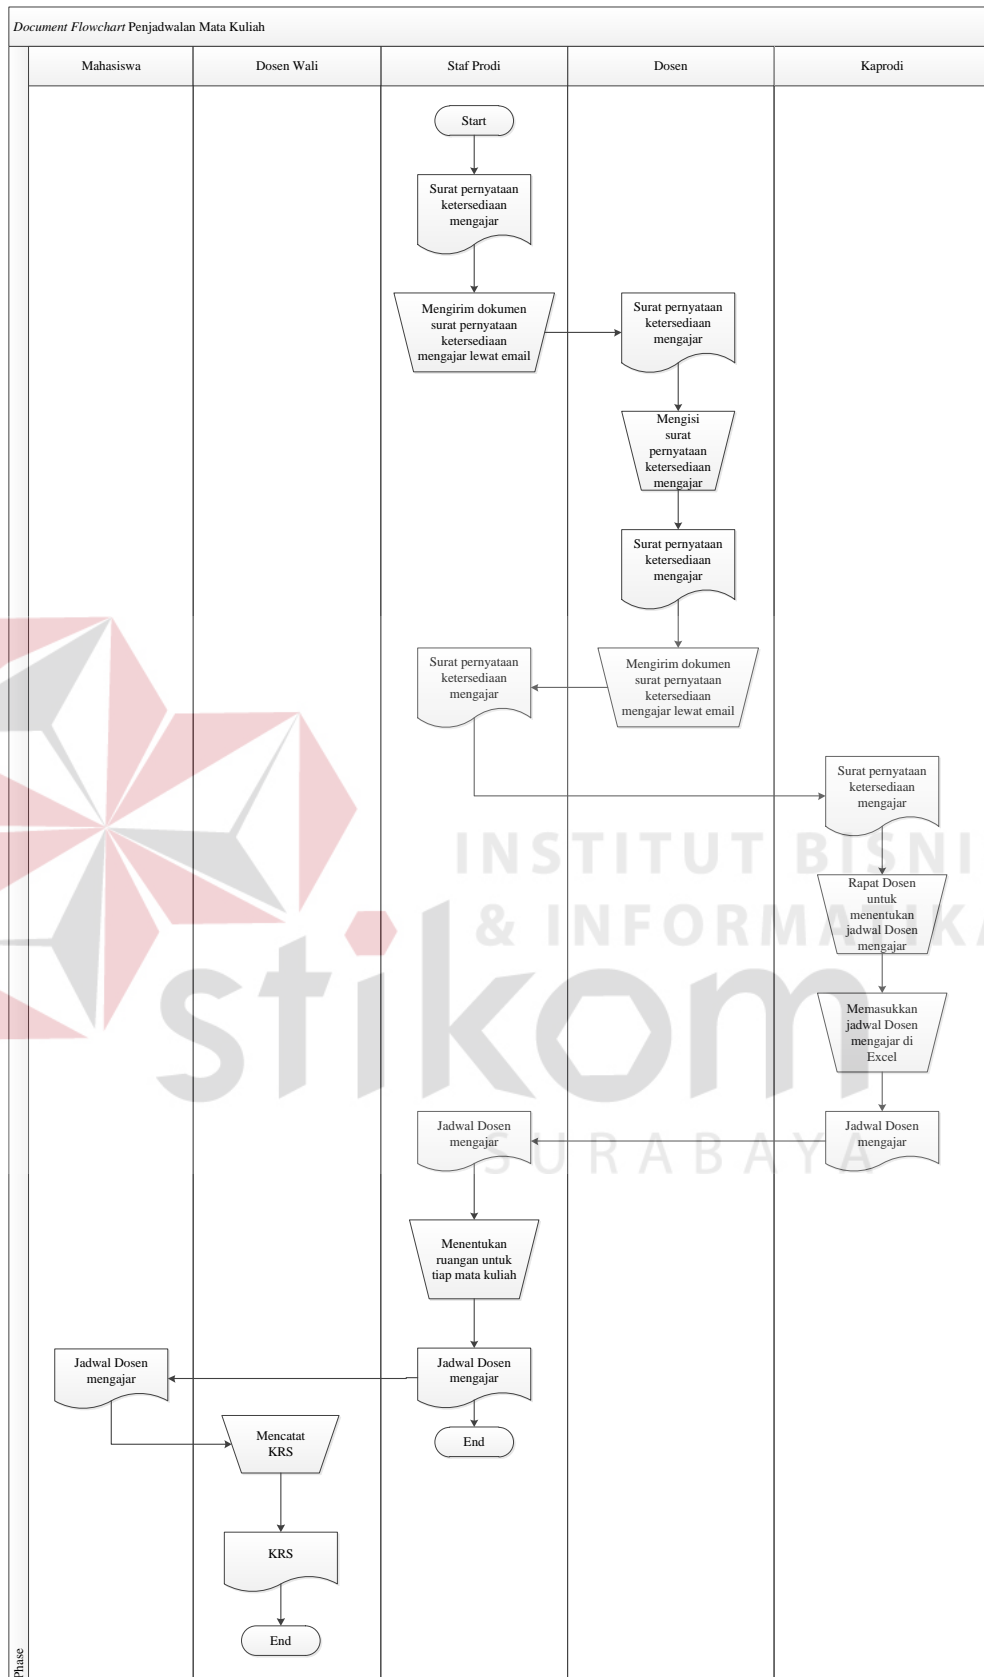 Document Flowchart Penjadwalan Mata Kuliah
Mahasiswa
Dosen Wali
Staf Prodi
Dosen
Kaprodi
Start
Surat pernyataan
ketersediaan
mengajar
Mengirim dokumen
surat pernyataan
ketersediaan
mengajar lewat email
Surat pernyataan
ketersediaan
mengajar
Mengisi
surat
pernyataan
ketersediaan
mengajar
Surat pernyataan
ketersediaan
mengajar
Mengirim dokumen
surat pernyataan
ketersediaan
mengajar lewat email
Surat pernyataan
ketersediaan
mengajar
Surat pernyataan
ketersediaan
mengajar
Rapat Dosen
untuk
menentukan
jadwal Dosen
mengajar
Memasukkan
jadwal Dosen
mengajar di
Excel
Jadwal Dosen
mengajar
Jadwal Dosen
mengajar
Menentukan
ruangan untuk
tiap mata kuliah
Jadwal Dosen
mengajar
Jadwal Dosen
mengajar
End
Mencatat
KRS
KRS
End
Phase
INSTITUT BISNI
& INFORMATIKA
stikom
SURABAYA